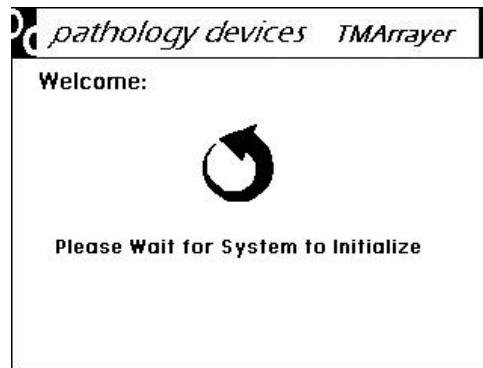 pathology devices TMArrayer
Welcome:
Please Wait for System to Initialize